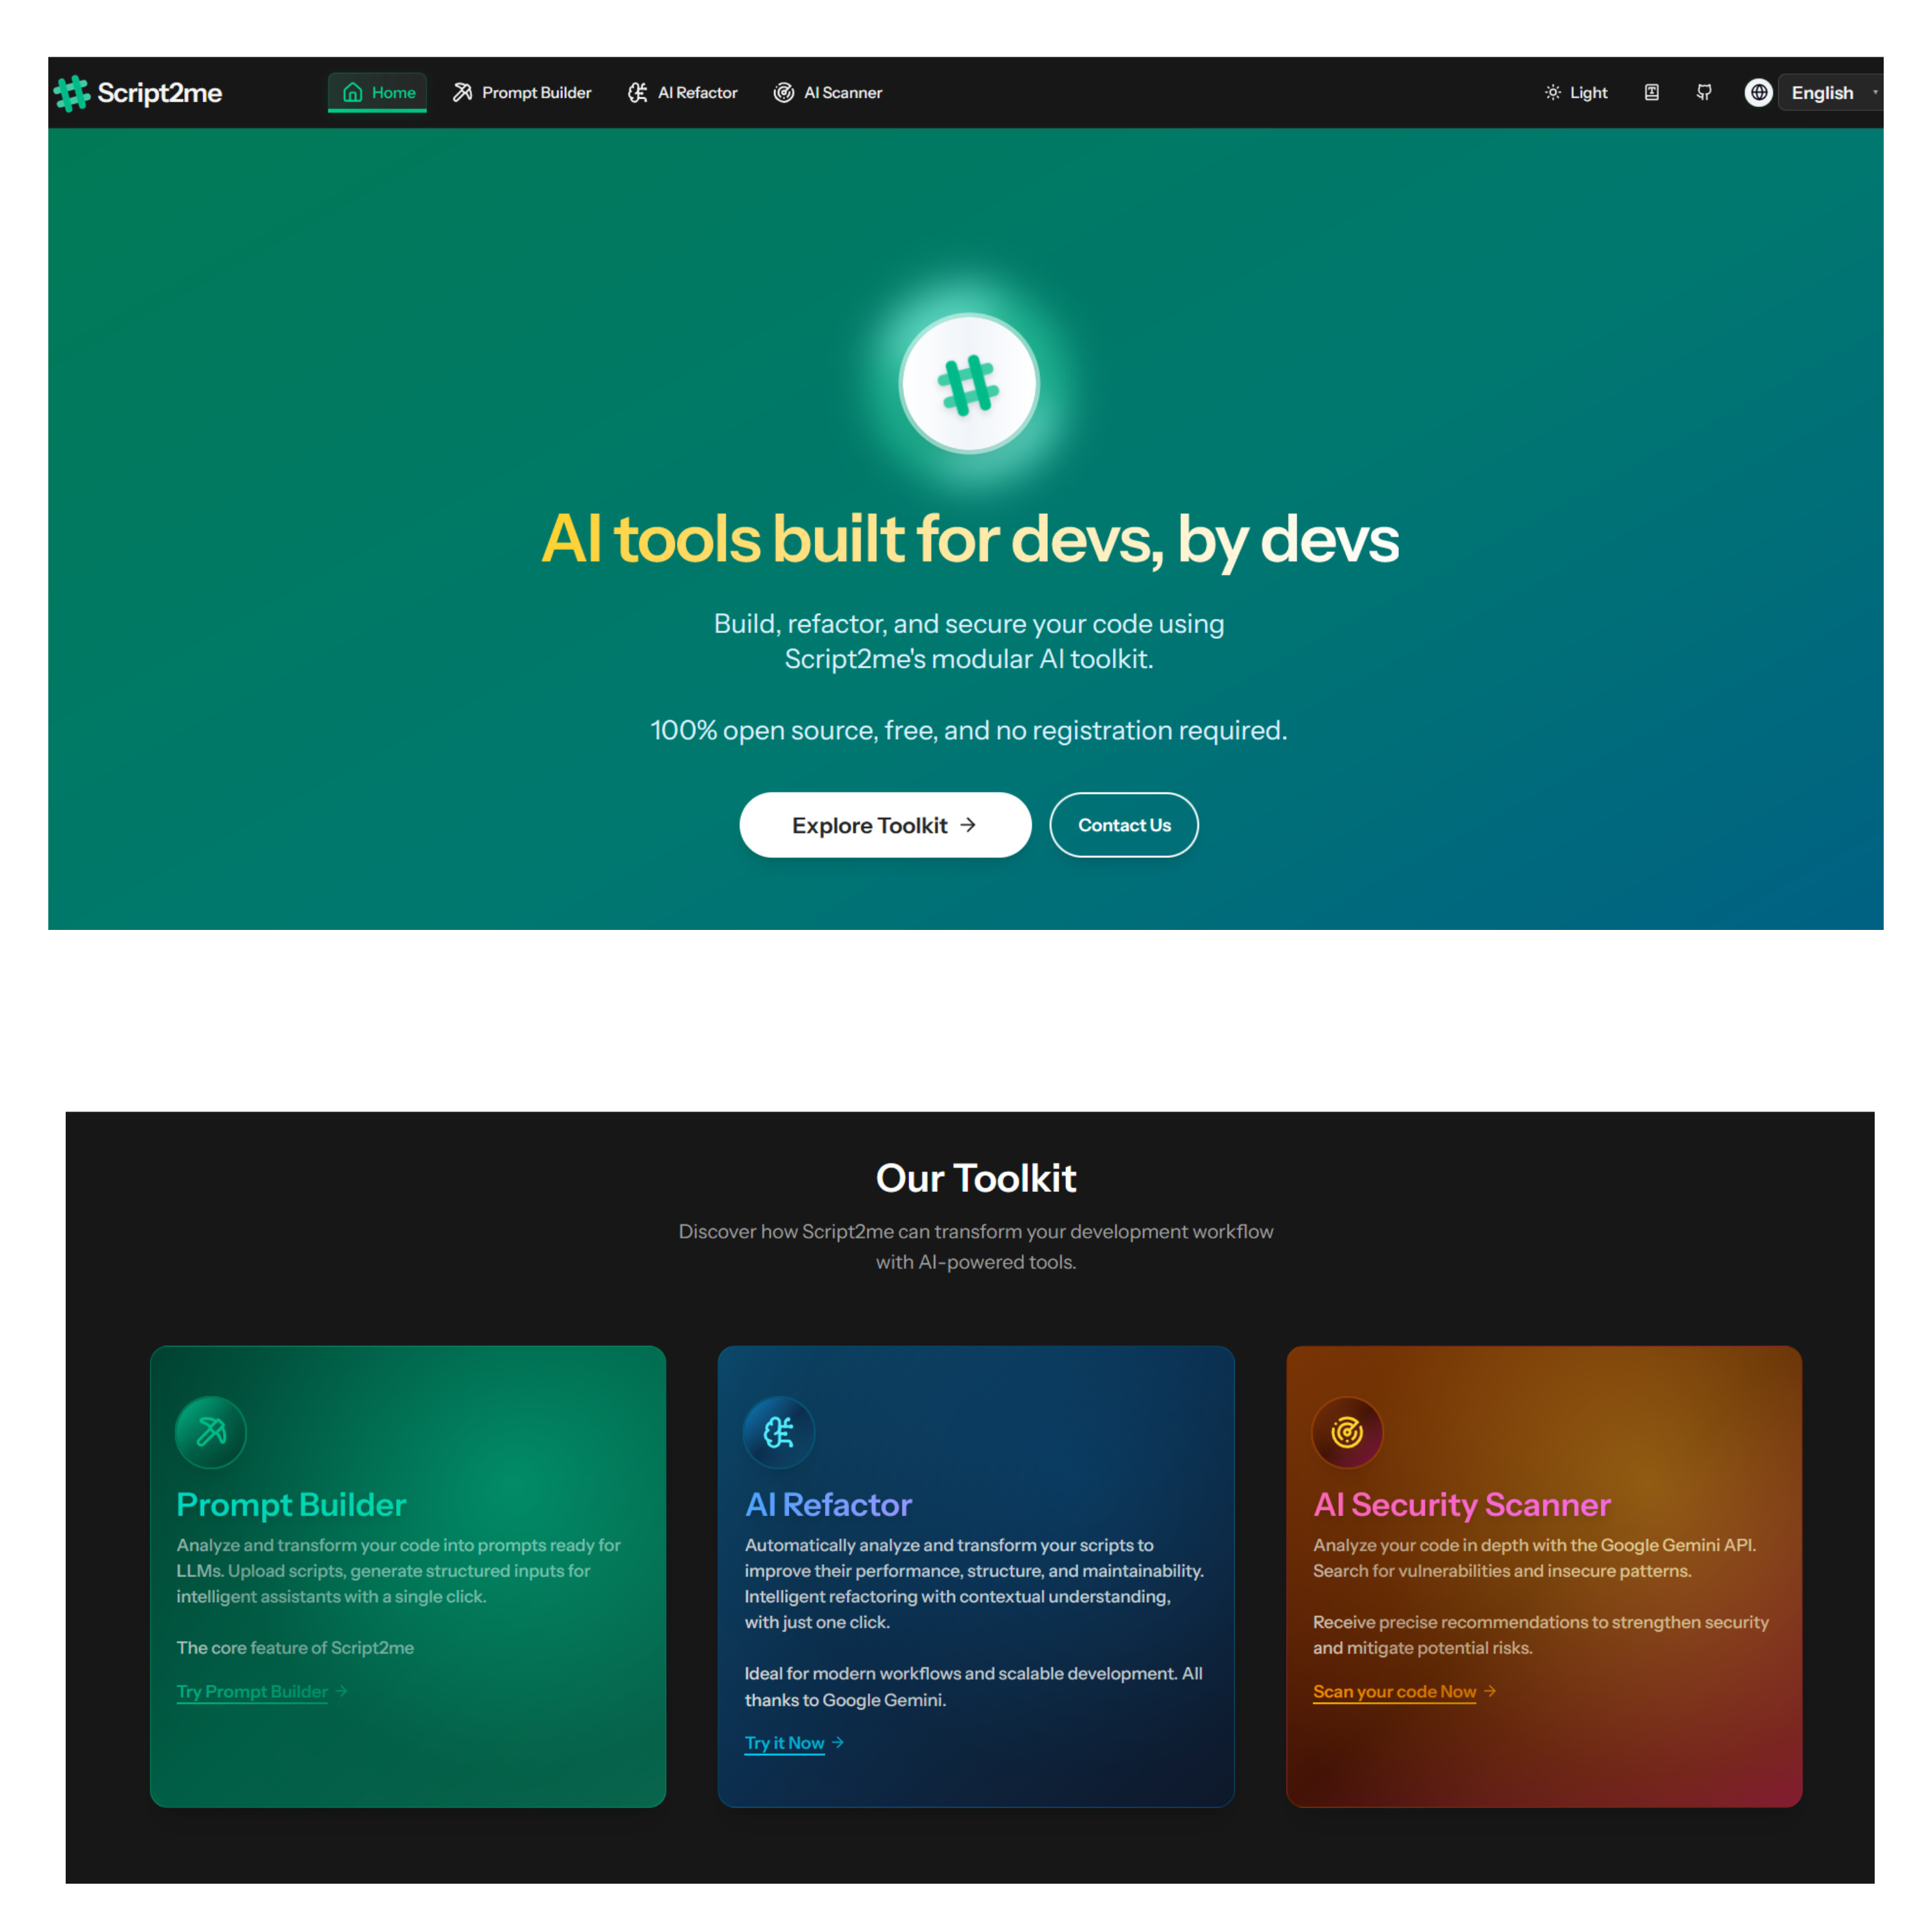 Script2me
Home
Prompt Builder
AI Refactor
AI Scanner
Light
English
AI tools built for devs, by devs
Build, refactor, and secure your code using
Script2me's modular AI toolkit.
100% open source, free, and no registration required.
Explore Toolkit →
Contact Us
Our Toolkit
Discover how Script2me can transform your development workflow
with AI-powered tools.
Prompt Builder
Analyze and transform your code into prompts ready for
LLMs. Upload scripts, generate structured inputs for
intelligent assistants with a single click.
The core feature of Script2me
Try Prompt Builder →
AI Refactor
Automatically analyze and transform your scripts to
improve their performance, structure, and maintainability.
Intelligent refactoring with contextual understanding,
with just one click.
Ideal for modern workflows and scalable development. All
thanks to Google Gemini.
Try it Now →
AI Security Scanner
Analyze your code in depth with the Google Gemini API.
Search for vulnerabilities and insecure patterns.
Receive precise recommendations to strengthen security
and mitigate potential risks.
Scan your code Now →